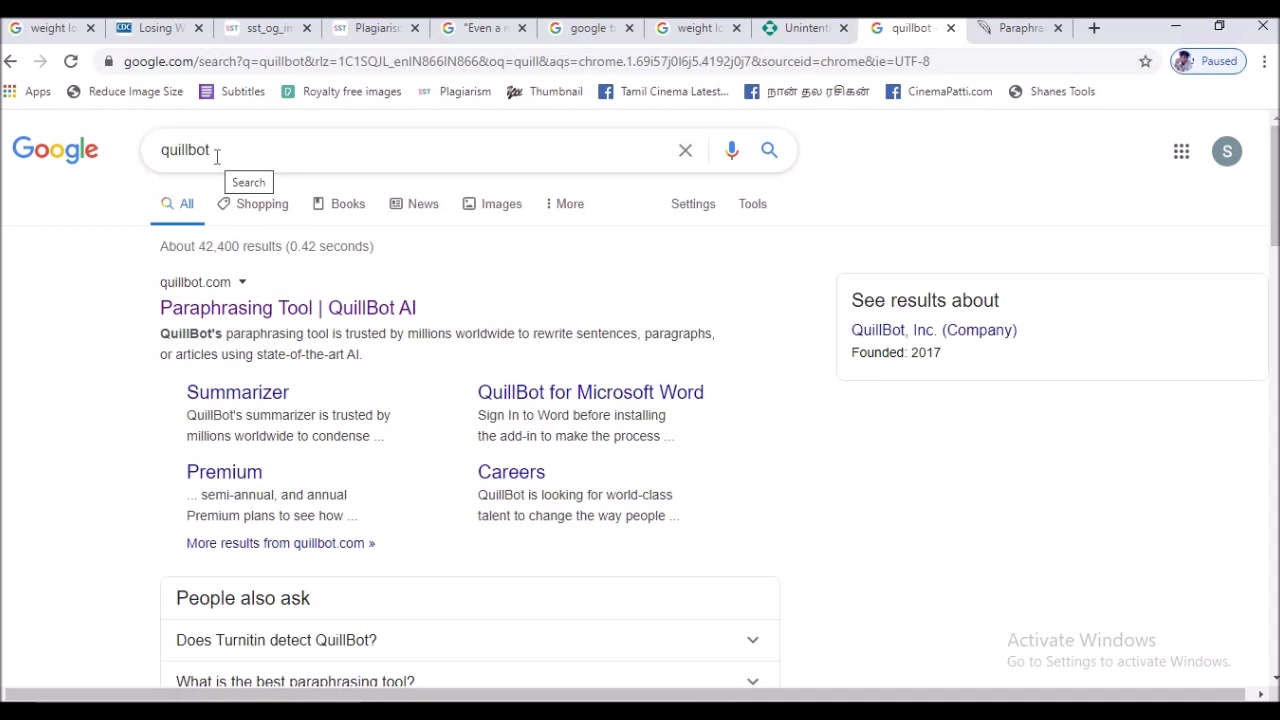 weight lo
Losing W
sst_og_im
Plagiaris
"Even a r
google t
weight lo
Unintent
quillbot -
Paraphra
google.com/search?q=quillbot&rlz=1C1SQJL_enIN866IN866&oq=quill&aqs=chrome.1.69i57j0l6j5.4192j0j7&sourceid=chrome&ie=UTF-8
Paused
Apps
Reduce Image Size
Subtitles
Royalty free images
SST Plagiarism
Thumbnail
Tamil Cinema Latest...
நான் தல ரசிகன்
CinemaPatti.com
Shanes Tools
Google
quillbot
S
Search
All
Shopping
Books
News
Images
More
Settings
Tools
About 42,400 results (0.42 seconds)
quillbot.com
Paraphrasing Tool | QuillBot AI
QuillBot's paraphrasing tool is trusted by millions worldwide to rewrite sentences, paragraphs,
or articles using state-of-the-art AI.
Summarizer
QuillBot's summarizer is trusted by
millions worldwide to condense ...
QuillBot for Microsoft Word
Sign In to Word before installing
the add-in to make the process ...
Premium
... semi-annual, and annual
Premium plans to see how ...
Careers
QuillBot is looking for world-class
talent to change the way people ...
More results from quillbot.com »
See results about
QuillBot, Inc. (Company)
Founded: 2017
People also ask
Does Turnitin detect QuillBot?
What is the best paraphrasing tool?
Activate Windows
Go to Settings to activate Windows.